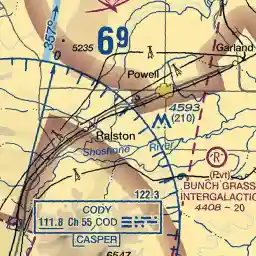 357°
5235
6⁹
Garland
Powell
4593
(210)
Ralston
Shoshone River
R
(Pvt)
BUNCH GRASS
INTERGALACTIC
4408 - 20
122.3
CODY
111.8 Ch 55 COD
CASPER
6547